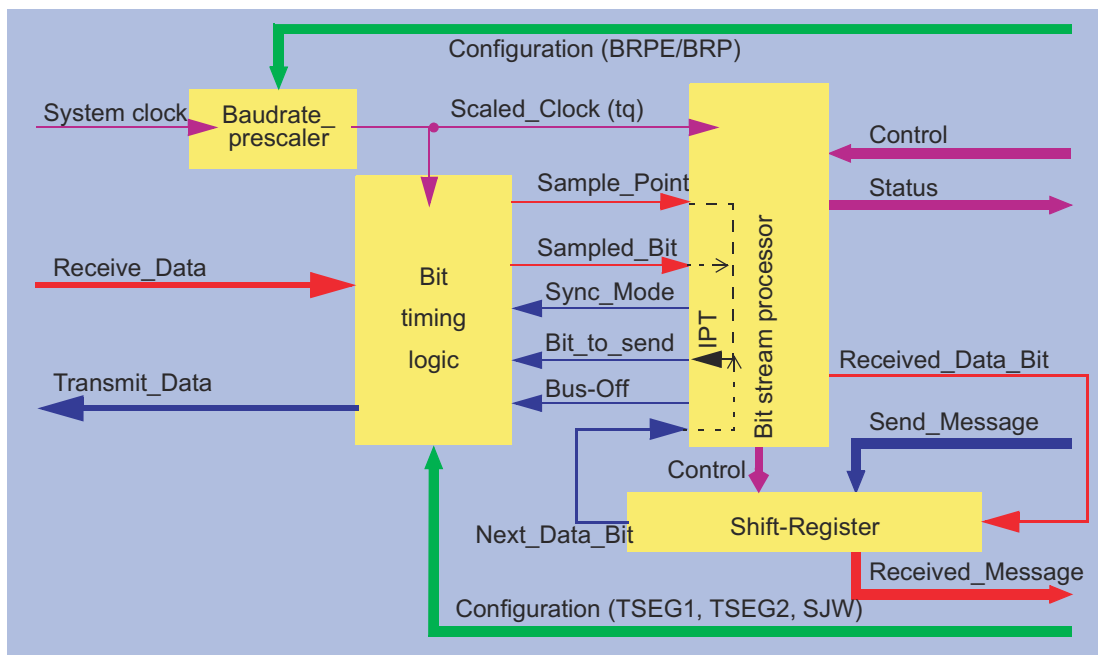 Configuration (BRPE/BRP)
System clock
Baudrate_
prescaler
Scaled_Clock (tq)
Control
Status
Sample_Point
Sampled_Bit
Receive_Data
Bit
timing
logic
Sync_Mode
Bit_to_send
Bus-Off
IPT
Bit stream processor
Transmit_Data
Received_Data_Bit
Send_Message
Control
Next_Data_Bit
Shift-Register
Received_Message
Configuration (TSEG1, TSEG2, SJW)